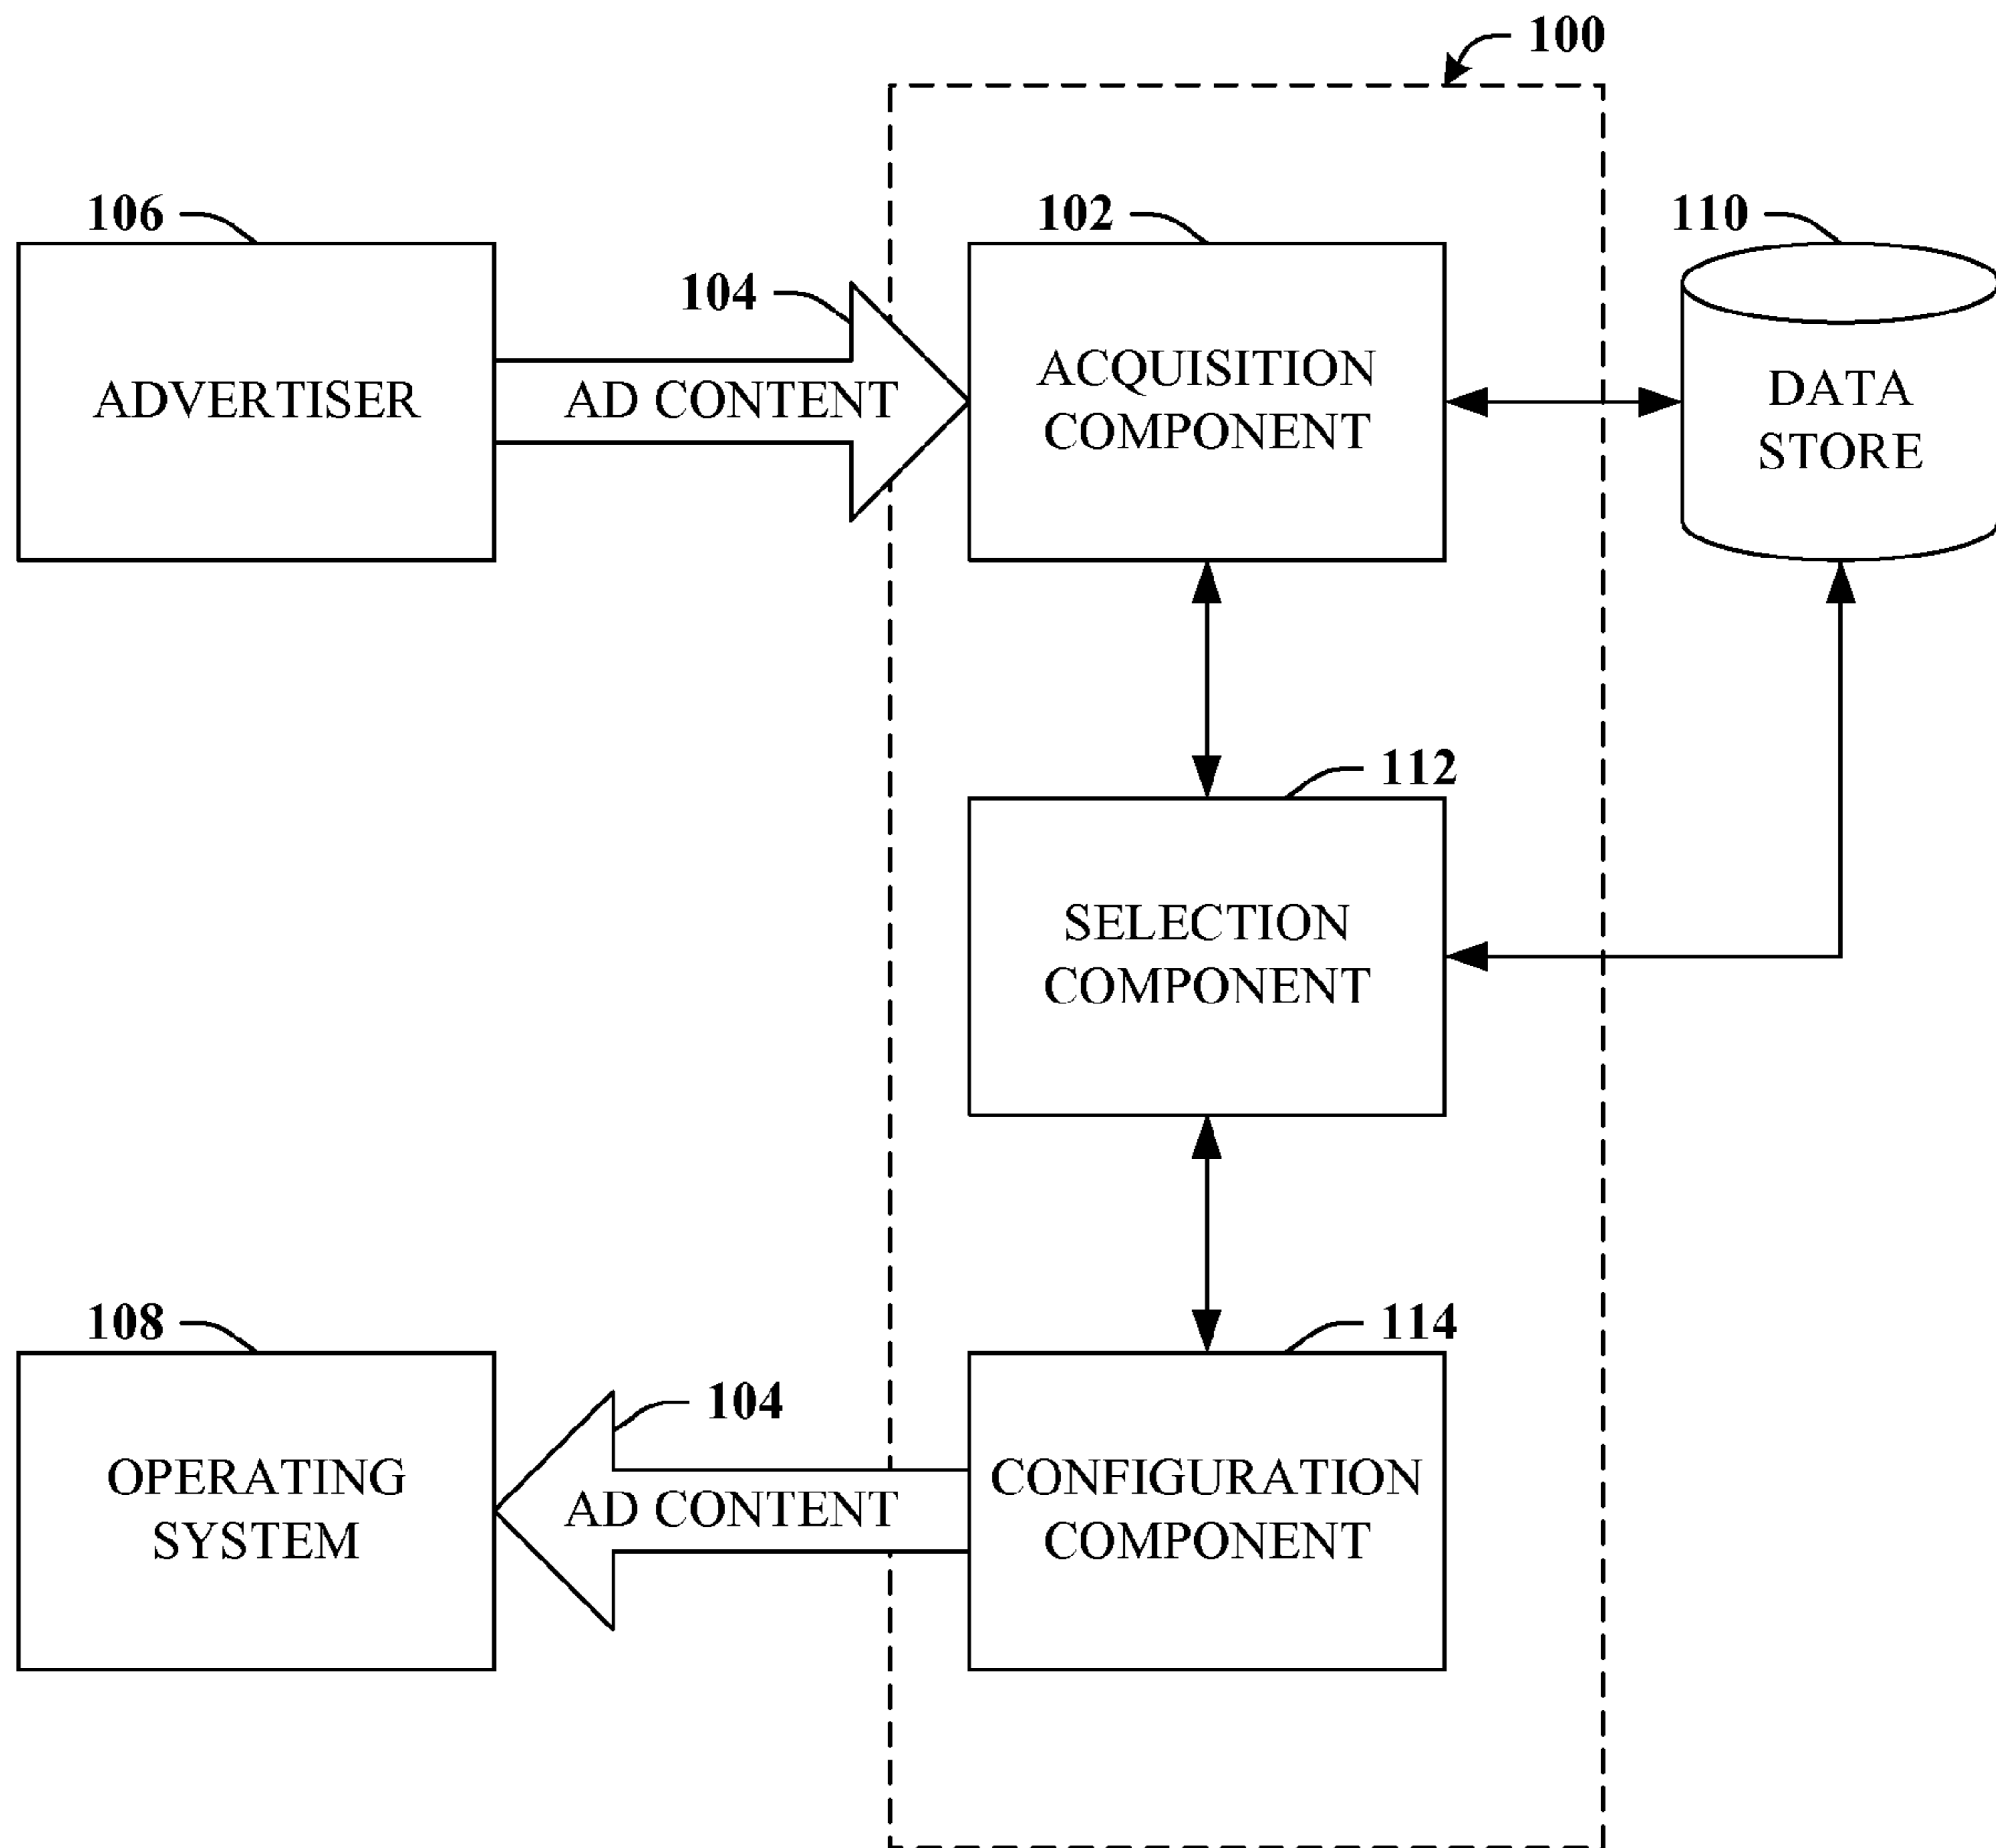 100
106
102
110
104
ADVERTISER
AD CONTENT
ACQUISITION
COMPONENT
DATA
STORE
112
SELECTION
COMPONENT
108
114
104
OPERATING
SYSTEM
AD CONTENT
CONFIGURATION
COMPONENT